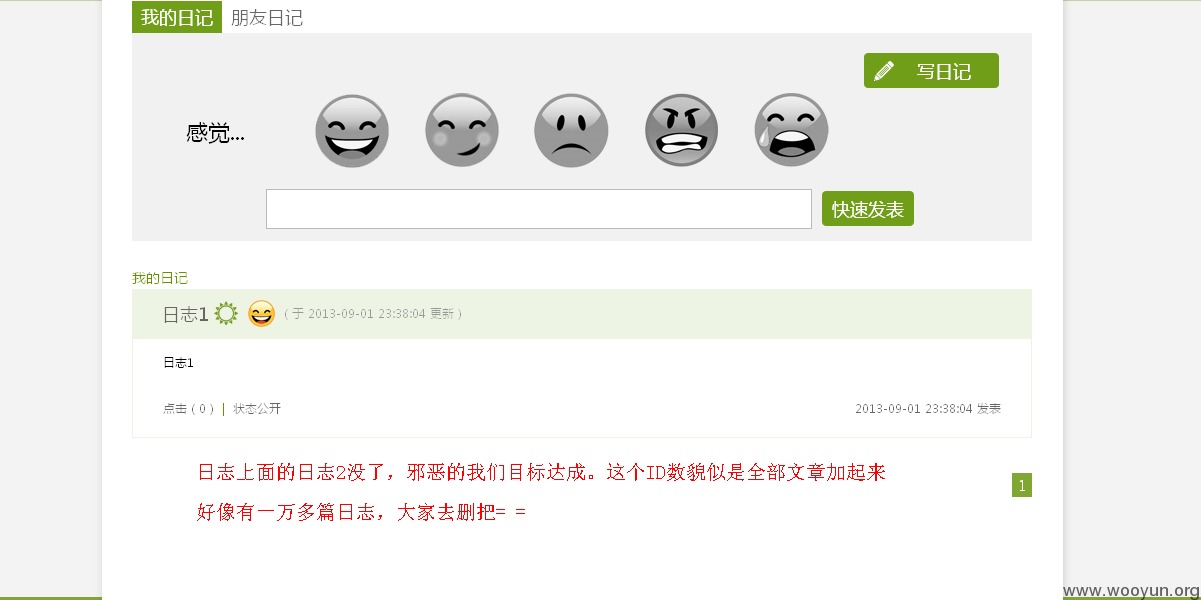 我的日记 朋友日记
写日记
感觉...
快速发表
我的日记
日志1 ( 于 2013-09-01 23:38:04 更新 )
日志1
点击 ( 0 ) | 状态公开 2013-09-01 23:38:04 发表
日志上面的日志2没了，邪恶的我们目标达成。这个ID数貌似是全部文章加起来
1
好像有一万多篇日志，大家去删把= =
www.wooyun.org